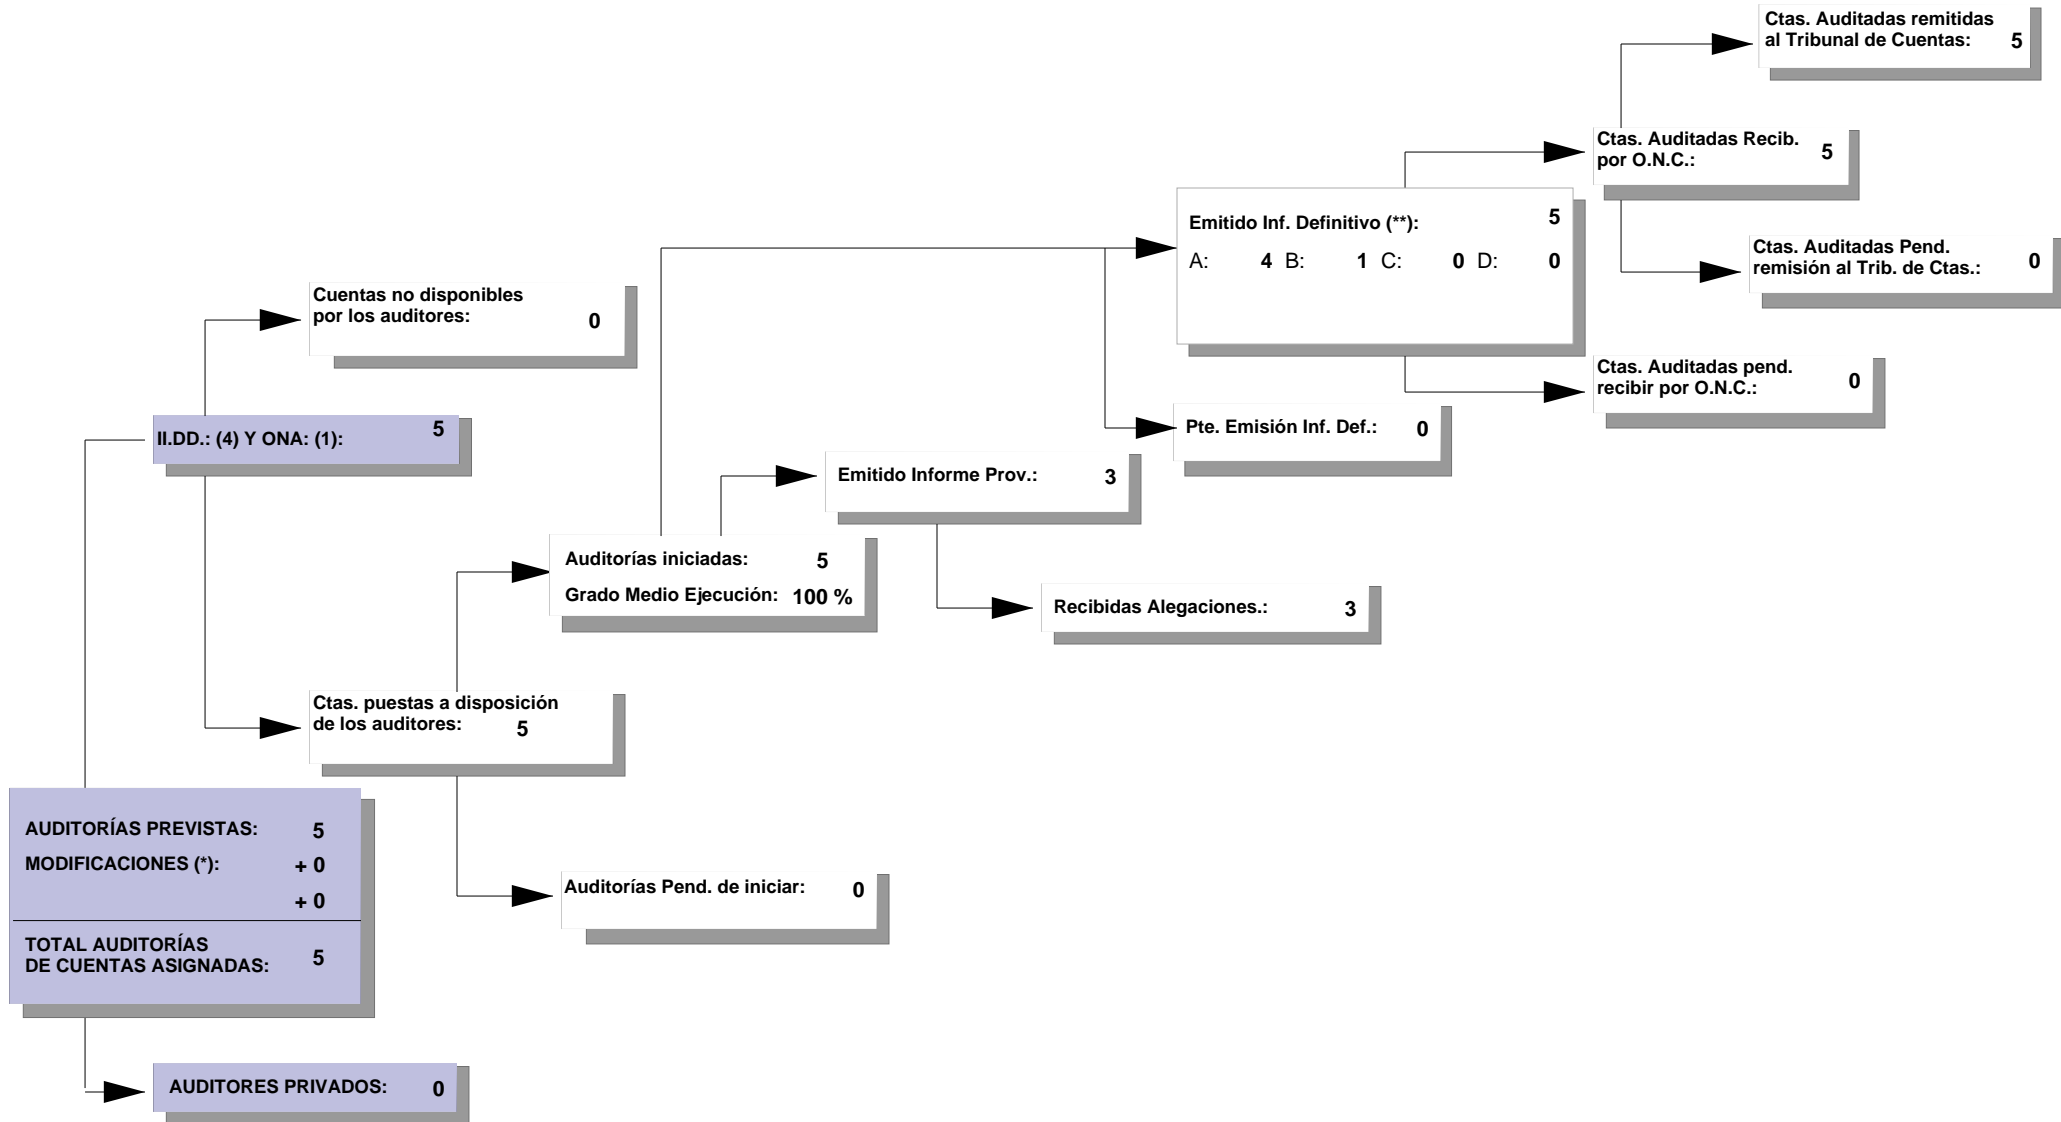 Ctas. Auditadas remitidas
al Tribunal de Cuentas: 5
Ctas. Auditadas Recib.
por O.N.C.: 5
Emitido Inf. Definitivo (**): 5
A: 4 B: 1 C: 0 D: 0
Ctas. Auditadas Pend.
remisión al Trib. de Ctas.: 0
Cuentas no disponibles
por los auditores: 0
Ctas. Auditadas pend.
recibir por O.N.C.: 0
II.DD.: (4) Y ONA: (1): 5
Pte. Emisión Inf. Def.: 0
Emitido Informe Prov.: 3
Auditorías iniciadas: 5
Grado Medio Ejecución: 100 %
Recibidas Alegaciones.: 3
Ctas. puestas a disposición
de los auditores: 5
AUDITORÍAS PREVISTAS: 5
MODIFICACIONES (*): + 0
+ 0
Auditorías Pend. de iniciar: 0
TOTAL AUDITORÍAS
DE CUENTAS ASIGNADAS: 5
AUDITORES PRIVADOS: 0